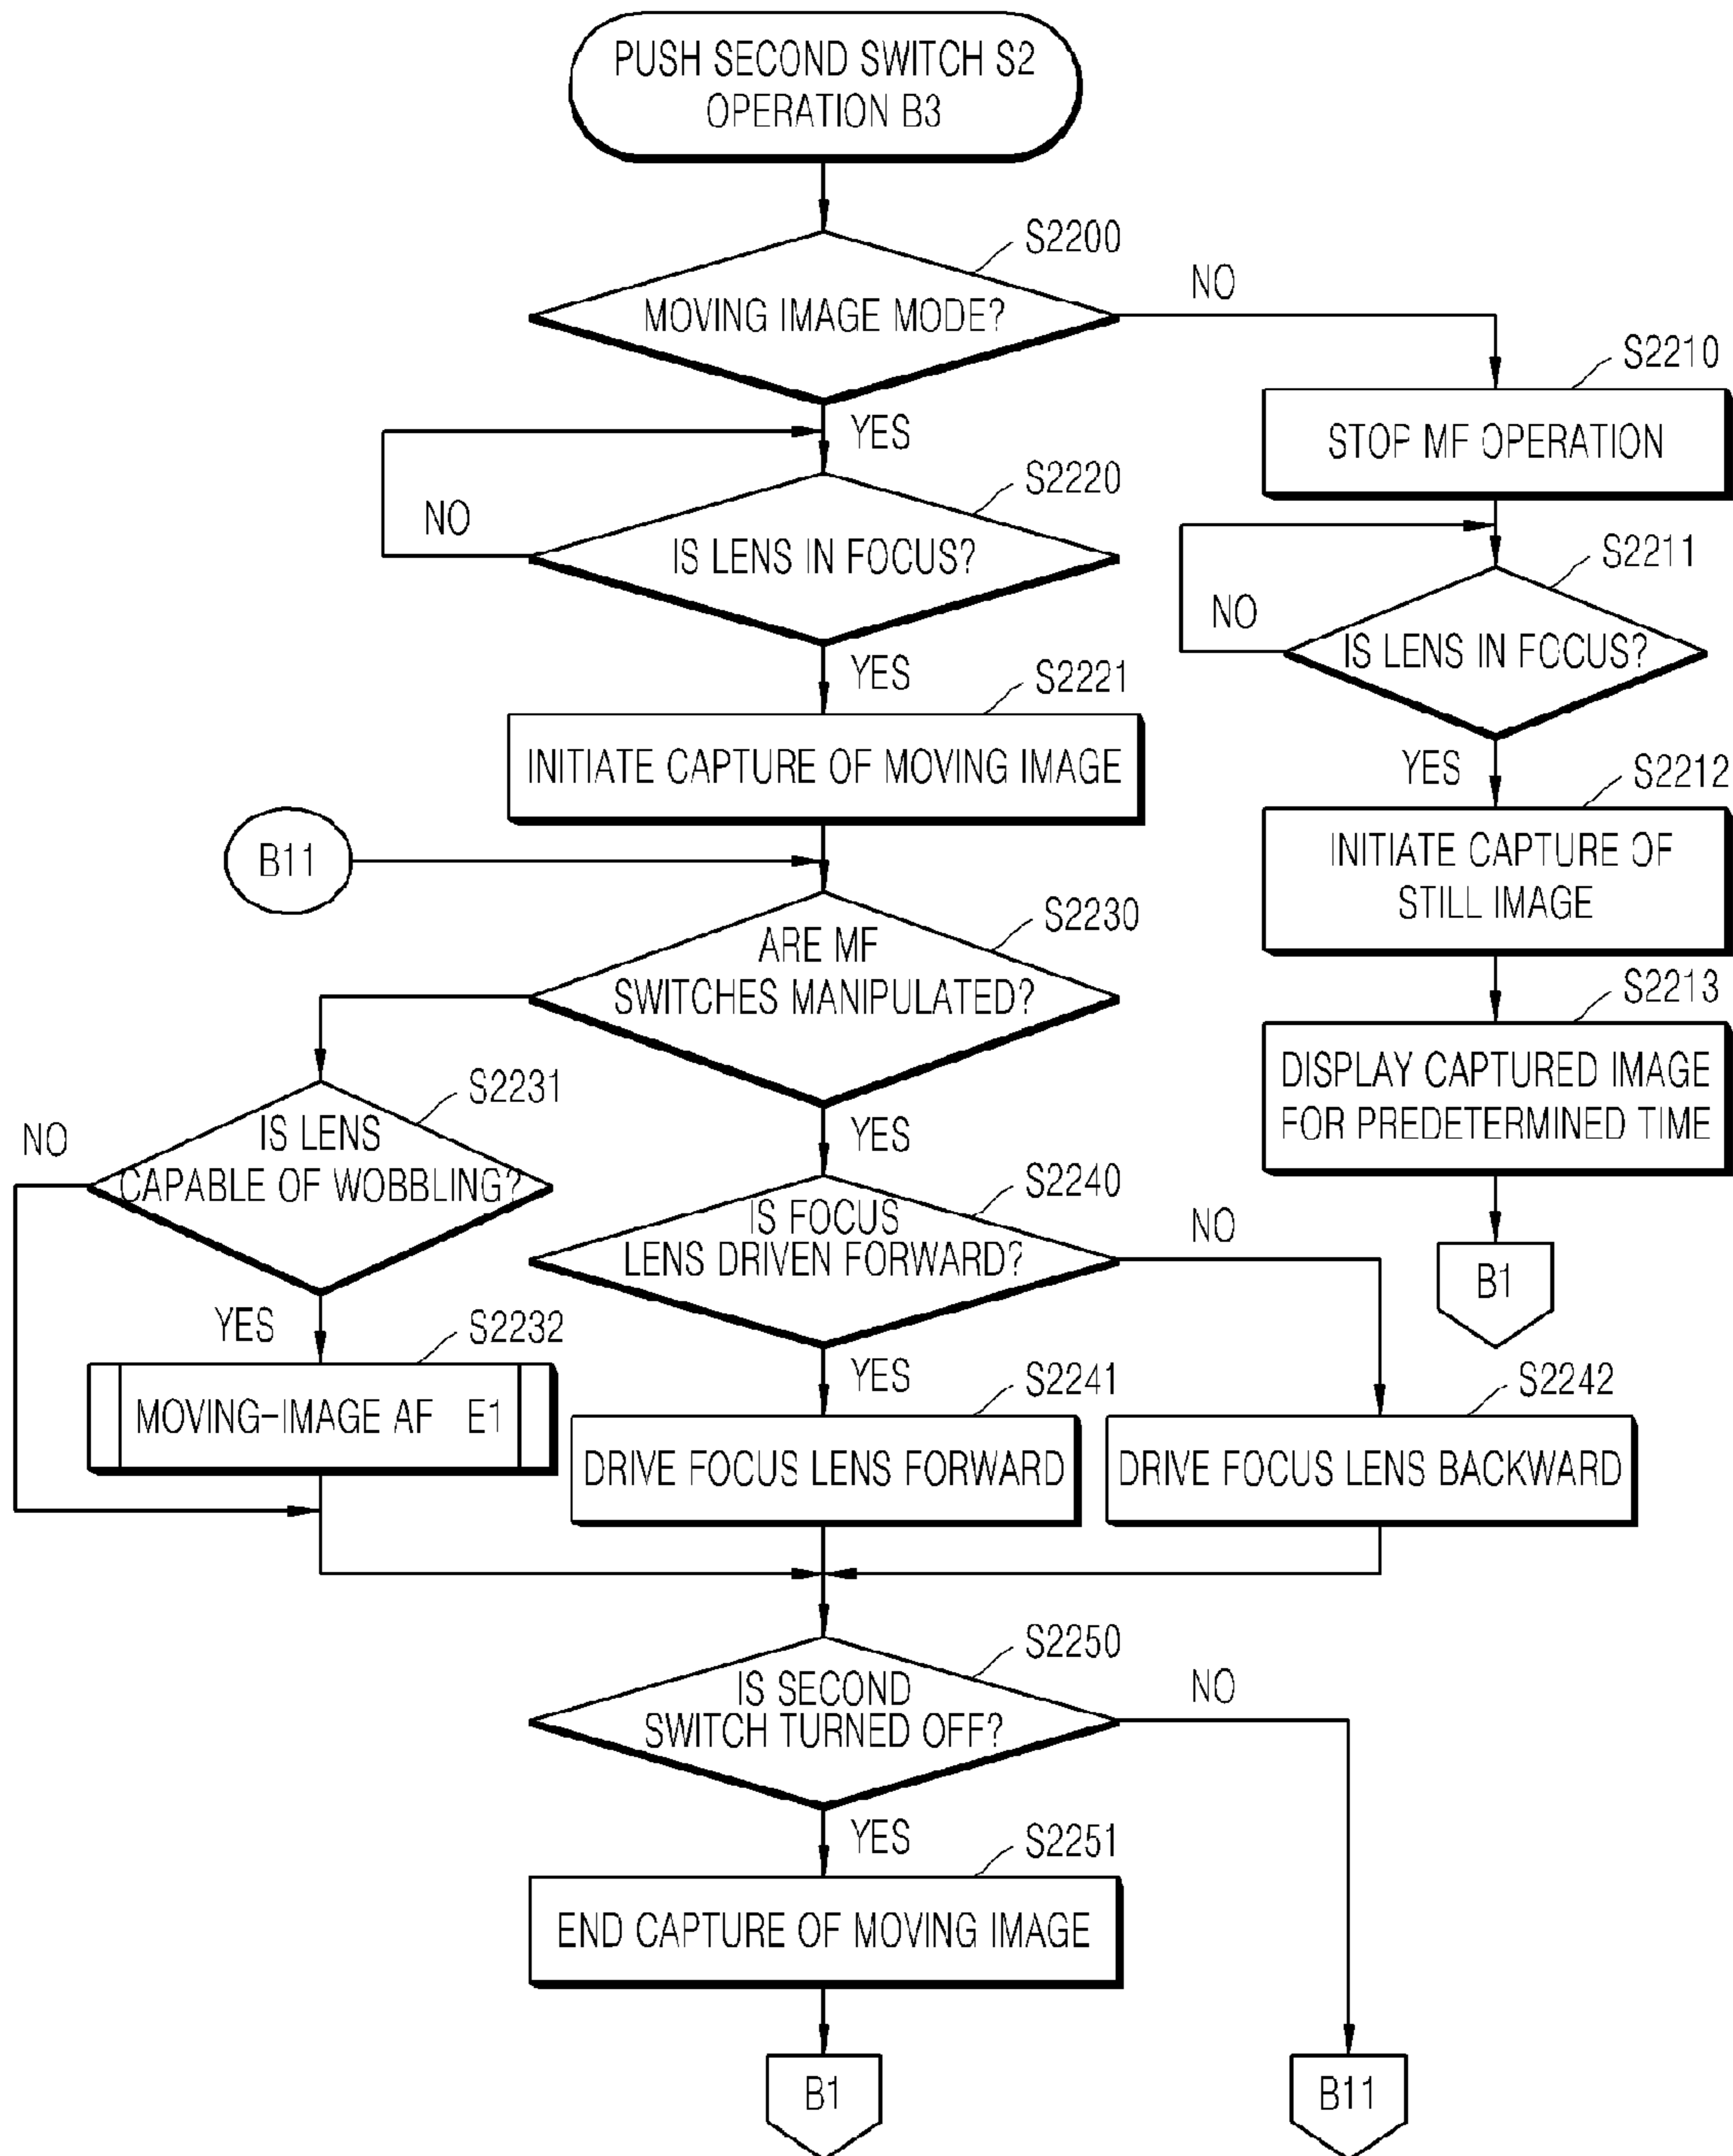 PUSH SECOND SWITCH S2
OPERATION B3
S2200
MOVING IMAGE MODE?
NO
YES
S2210
STOP MF OPERATION
S2220
IS LENS IN FOCUS?
NO
YES
S2211
IS LENS IN FOCUS?
NO
YES
S2221
INITIATE CAPTURE OF MOVING IMAGE
S2212
INITIATE CAPTURE OF
STILL IMAGE
B11
S2230
ARE MF
SWITCHES MANIPULATED?
YES
S2213
DISPLAY CAPTURED IMAGE
FOR PREDETERMINED TIME
B1
S2231
IS LENS
CAPABLE OF WOBBLING?
NO
YES
S2232
MOVING-IMAGE AF E1
S2240
IS FOCUS
LENS DRIVEN FORWARD?
NO
YES
S2241
DRIVE FOCUS LENS FORWARD
S2242
DRIVE FOCUS LENS BACKWARD
S2250
IS SECOND
SWITCH TURNED OFF?
NO
YES
S2251
END CAPTURE OF MOVING IMAGE
B1
B11